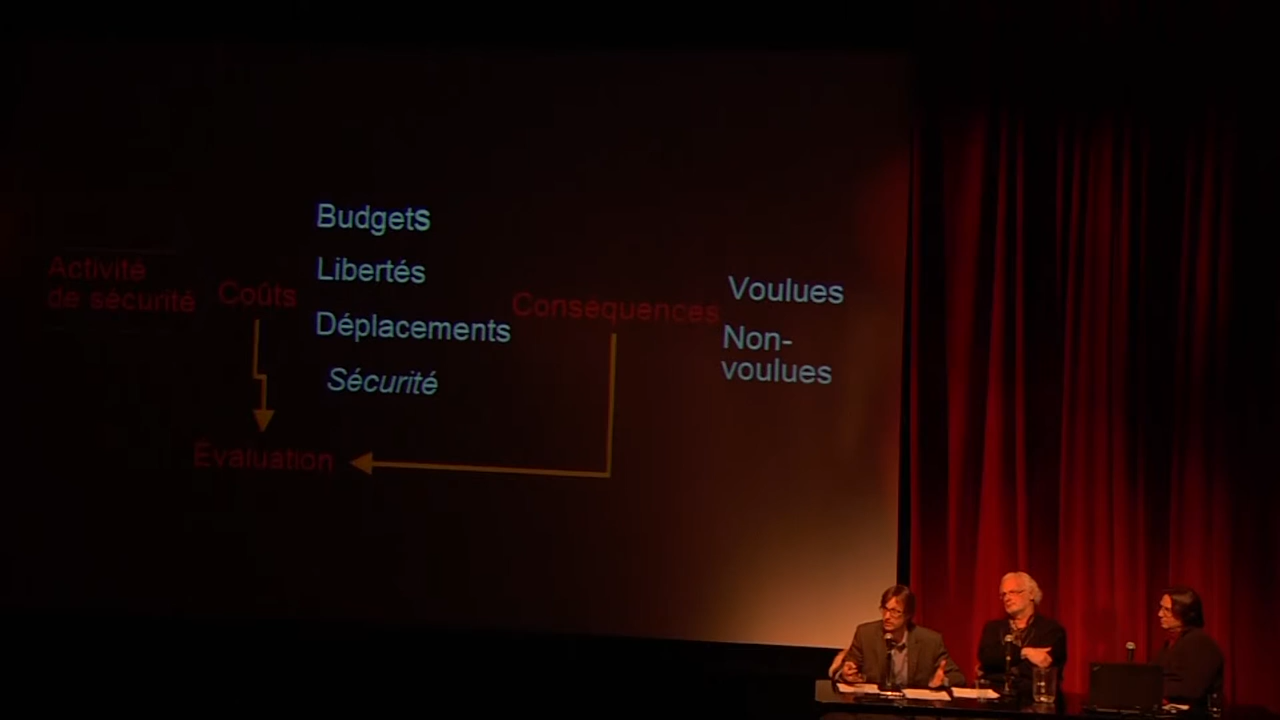 Activité
de sécurité
Coûts
Budgets
Libertés
Déplacements
Sécurité
Conséquences
Voulues
Non-
voulues
Évaluation